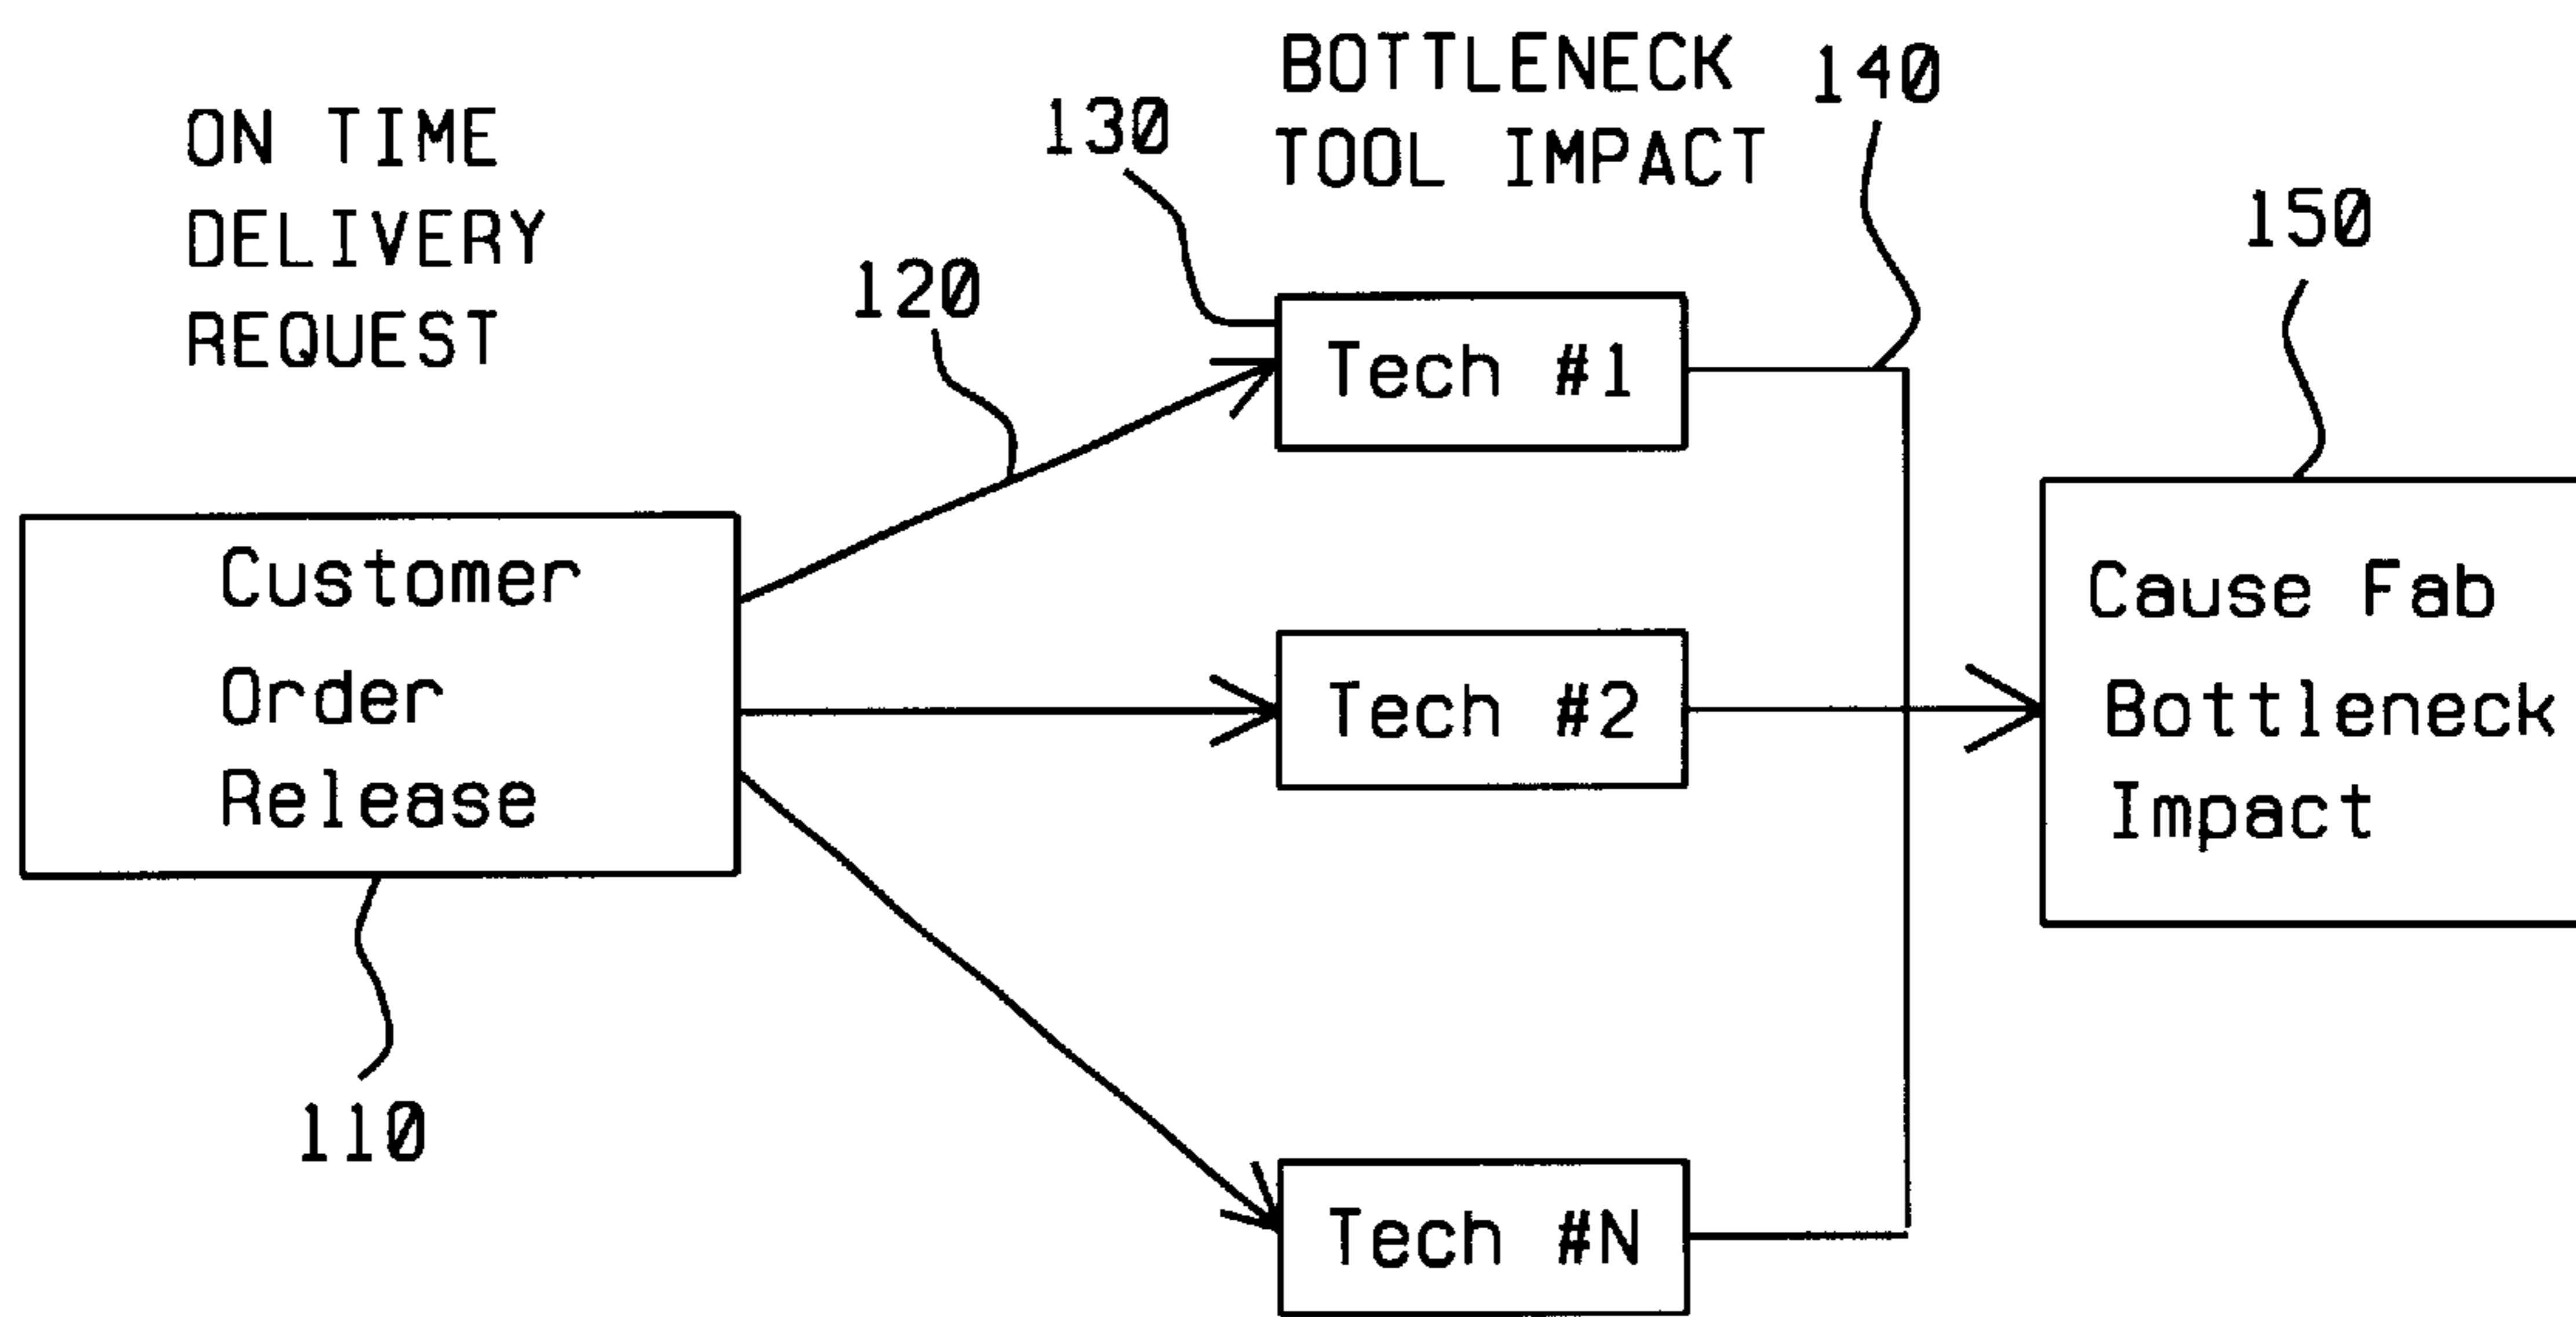 ON TIME
DELIVERY
REQUEST
120
130
BOTTLENECK
TOOL IMPACT
140
150
Customer
Order
Release
110
Tech #1
Tech #2
Tech #N
Cause Fab
Bottleneck
Impact